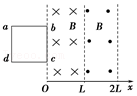 a
b × × B • B •
× × • •
d c
× × • •
O L 2L x